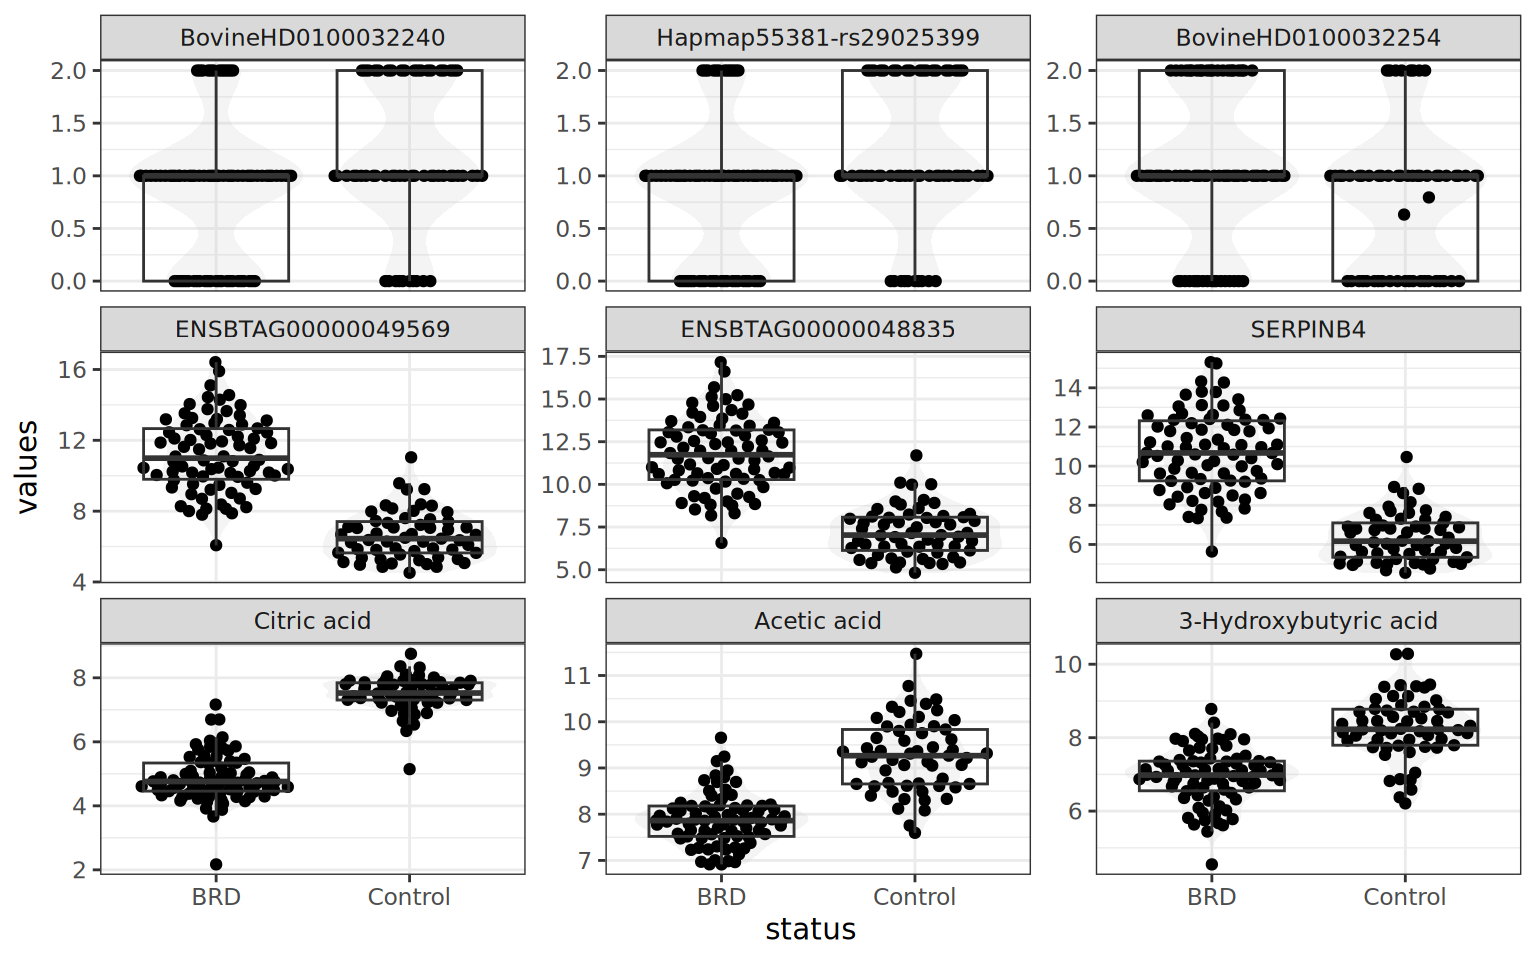 BovineHD0100032240 Hapmap55381-rs29025399 BovineHD0100032254
2.0 2.0 2.0
1.5 1.5 1.5
1.0 1.0 1.0
0.5 0.5 0.5
0.0 0.0 0.0
ENSBTAG00000049569 ENSBTAG00000048835 SERPINB4
16 17.5 14
12 15.0 12
8 12.5 10
4 10.0 8
7.5 6
5.0
values
Citric acid Acetic acid 3-Hydroxybutyric acid
8 11 10
6 10 8
4 9 6
2 8
7
BRD Control BRD Control BRD Control
status